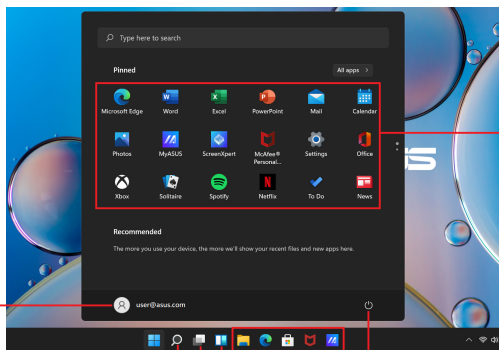 Type here to search
Pinned
All apps >
Microsoft Edge Word Excel PowerPoint Mail Calendar
Photos MyASUS ScreenXpert McAfee® Personal... Settings Office
Xbox Solitaire Spotify Netflix To Do News
Recommended
The more you use your device, the more we'll show your recent files and new apps here.
user@asus.com